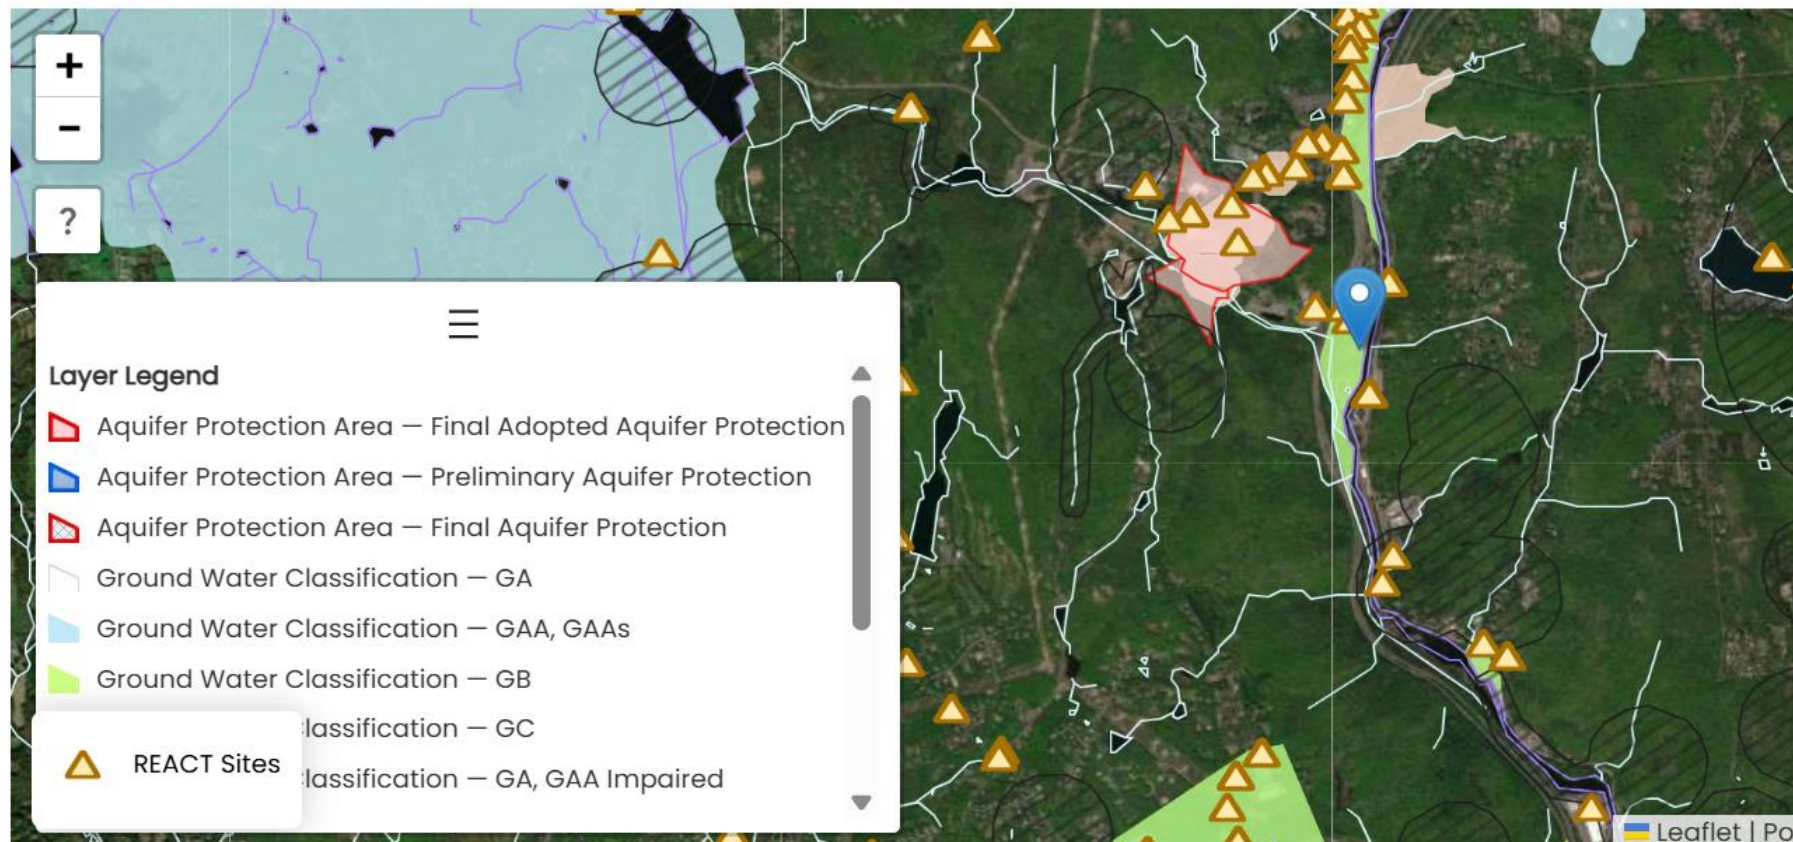 +
−
?
Layer Legend
Aquifer Protection Area — Final Adopted Aquifer Protection
Aquifer Protection Area — Preliminary Aquifer Protection
Aquifer Protection Area — Final Aquifer Protection
Ground Water Classification — GA
Ground Water Classification — GAA, GAAs
Ground Water Classification — GB
lassification — GC
REACT Sites
lassification — GA, GAA Impaired
Leaflet | Po